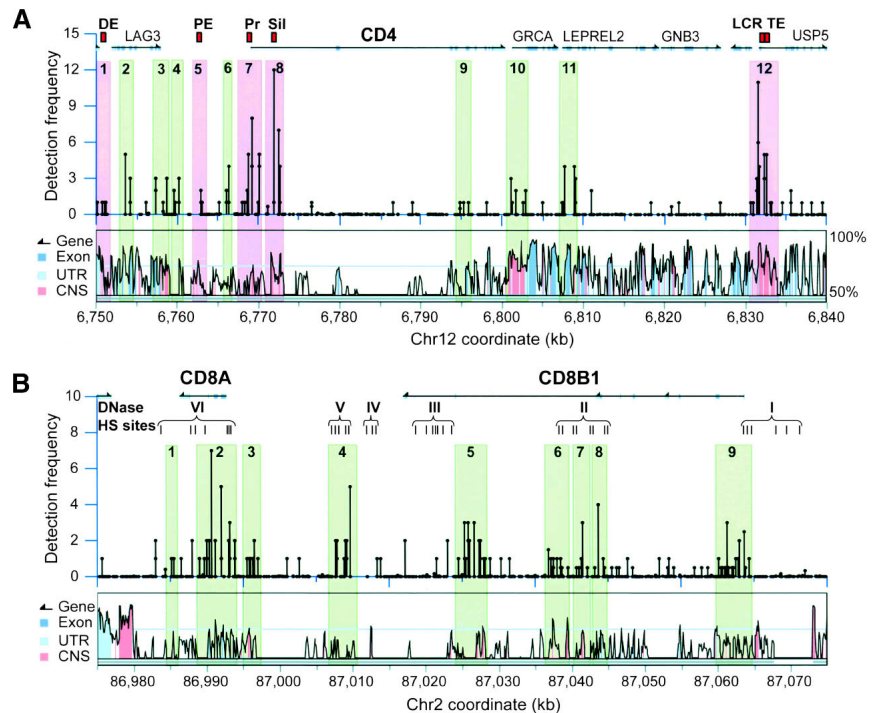 A
DE PE Pr Sil LCR TE
LAG3 CD4 GRCA LEPREL2 GNB3 USP5
15
12
9
6
3
0
Detection frequency
1 2 3 4 5 6 7 8 9 10 11 12
Gene
Exon
UTR
CNS
100%
50%
6,750 6,760 6,770 6,780 6,790 6,800 6,810 6,820 6,830 6,840
Chr12 coordinate (kb)
B
CD8A CD8B1
DNase
HS sites
VI V IV III II I
10
8
6
4
2
0
Detection frequency
1 2 3 4 5 6 7 8 9
Gene
Exon
UTR
CNS
86,980 86,990 87,000 87,010 87,020 87,030 87,040 87,050 87,060 87,070
Chr2 coordinate (kb)